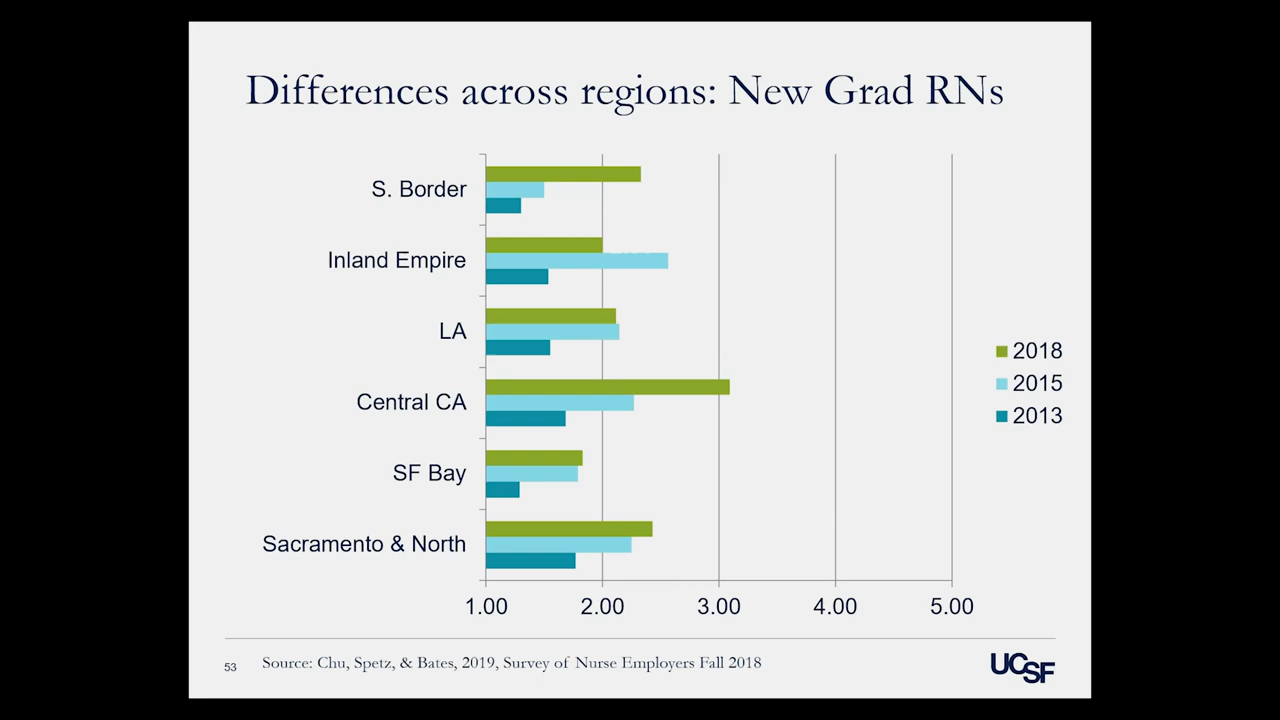 Differences across regions: New Grad RNs
S. Border
Inland Empire
LA
Central CA
SF Bay
Sacramento & North
1.00 2.00 3.00 4.00 5.00
2018
2015
2013
53 Source: Chu, Spetz, & Bates, 2019, Survey of Nurse Employers Fall 2018
UCSF